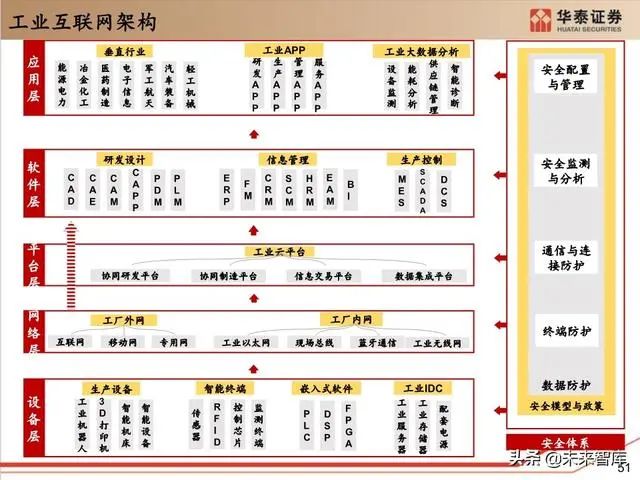 工业互联网架构
华泰证券
HUATAI SECURITIES
应用层
垂直行业
能源电力
冶金化工
医药制造
电子信息
军工航天
汽车装备
轻工机械
工业APP
研发APP
生产APP
管理APP
服务APP
工业大数据分析
设备监测
能耗分析
供应链管理
智能诊断
软件层
研发设计
CAD
CAE
CAM
CAPP
PDM
PLM
信息管理
ERP
FM
CRM
SCM
HRM
EAM
BI
生产控制
MES
SCADA
DCS
平台层
工业云平台
协同研发平台
协同制造平台
信息交易平台
数据集成平台
网络层
工厂外网
互联网
移动网
专用网
工厂内网
工业以太网
现场总线
蓝牙通信
工业无线网
设备层
生产设备
工业机器人
3D打印机
智能机床
智能设备
智能终端
传感器
RFID
控制芯片
监测终端
嵌入式软件
PLC
DSP
FPGA
工业IDC
工业服务器
工业存储器
配套电源
安全配置
与管理
安全监测
与分析
通信与连
接防护
终端防护
数据防护
安全模型与政策
安全体系
头条@未来智库
51